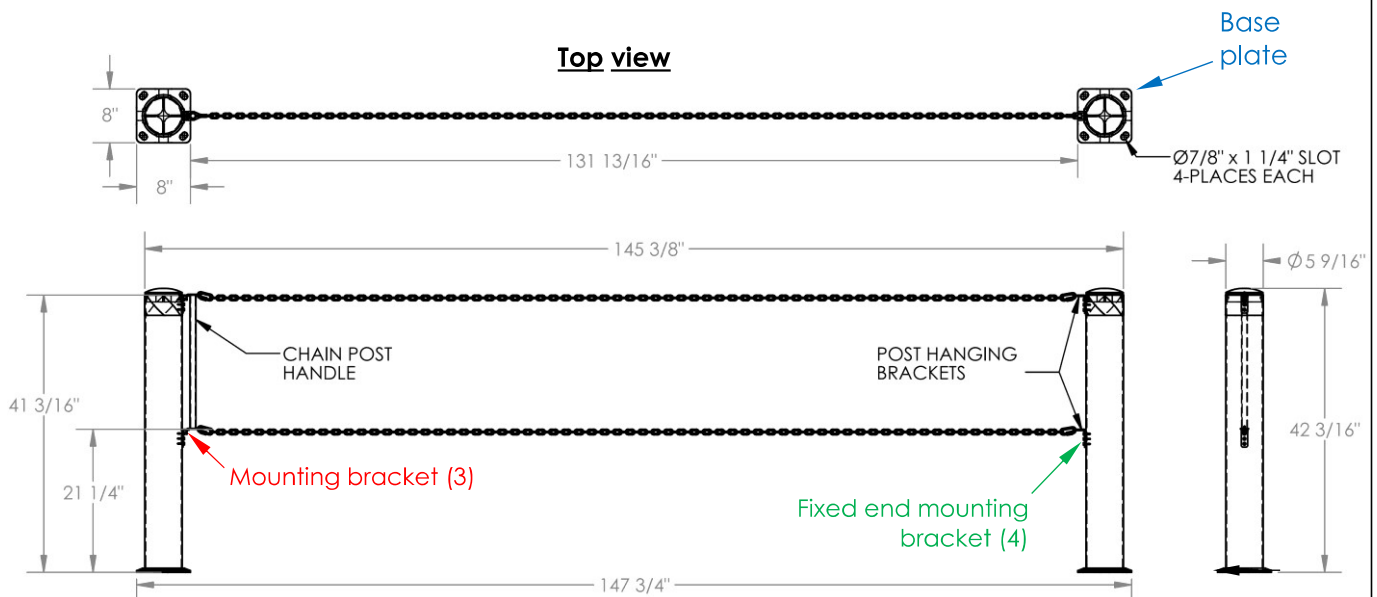 Top view
Base
plate
8"
131 13/16"
8"
Ø7/8" x 1 1/4" SLOT
4-PLACES EACH
145 3/8"
Ø5 9/16"
CHAIN POST
HANDLE
POST HANGING
BRACKETS
41 3/16"
42 3/16"
21 1/4"
Mounting bracket (3)
Fixed end mounting
bracket (4)
147 3/4"